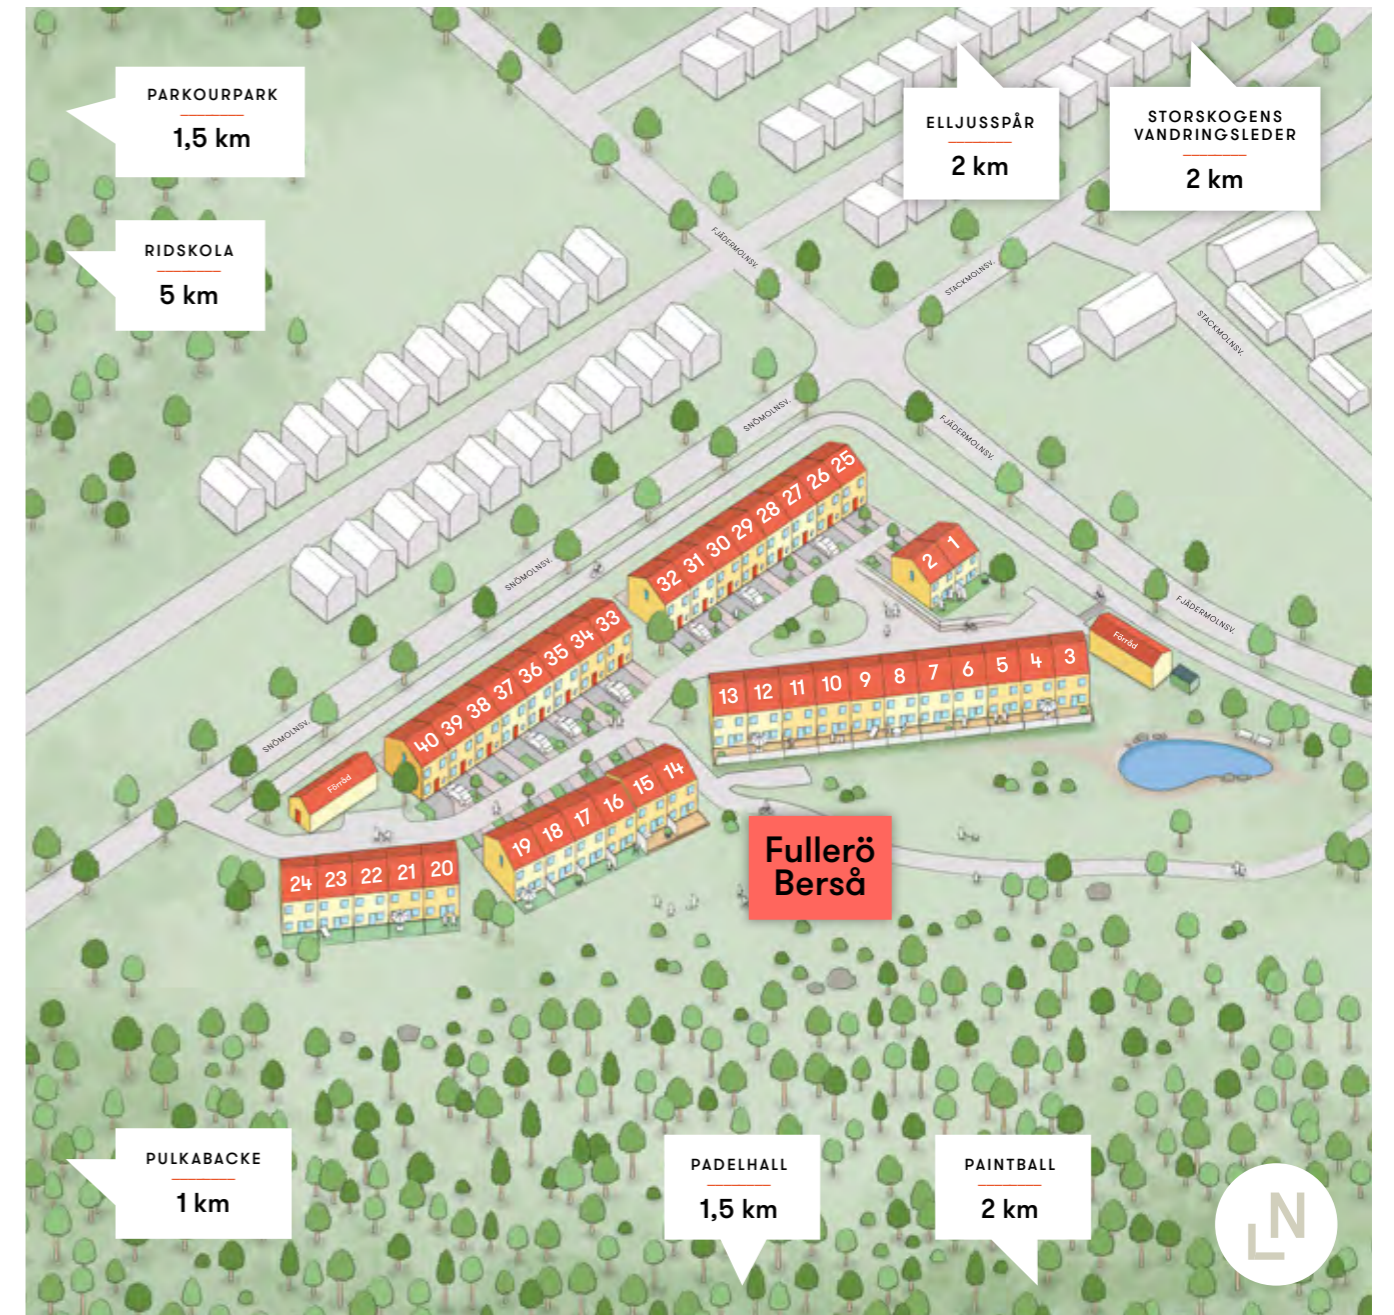 PARKOURPARK
1,5 km
ELLJUSSPÅR
2 km
STORSKOGENS
VANDRINGSLEDER
2 km
RIDSKOLA
5 km
FJÄDERMOLNSV.
STACKMOLNSV.
STACKMOLNSV.
SNÖMOLNSV.
FJÄDERMOLNSV.
SNÖMOLNSV.
FJÄDERMOLNSV.
SNÖMOLNSV.
32 31 30 29 28 27 26 25
2 1
Förråd
40 39 38 37 36 35 34 33
13 12 11 10 9 8 7 6 5 4 3
Förråd
19 18 17 16 15 14
24 23 22 21 20
Fullerö
Berså
PULKABACKE
1 km
PADELHALL
1,5 km
PAINTBALL
2 km
LN